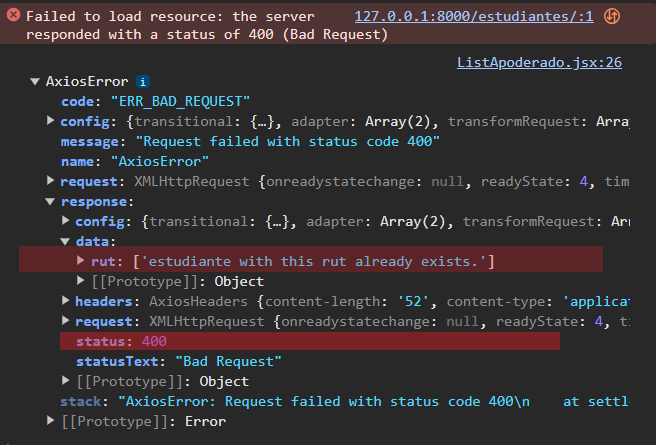 Failed to load resource: the server 127.0.0.1:8000/estudiantes/:1
responded with a status of 400 (Bad Request)
ListApoderado.jsx:26
AxiosError i
code: "ERR_BAD_REQUEST"
config: {transitional: {…}, adapter: Array(2), transformRequest: Arra
message: "Request failed with status code 400"
name: "AxiosError"
request: XMLHttpRequest {onreadystatechange: null, readyState: 4, tim
response:
config: {transitional: {…}, adapter: Array(2), transformRequest: Arr
data:
rut: ['estudiante with this rut already exists.']
[[Prototype]]: Object
headers: AxiosHeaders {content-length: '52', content-type: 'applicat
request: XMLHttpRequest {onreadystatechange: null, readyState: 4, ti
status: 400
statusText: "Bad Request"
[[Prototype]]: Object
stack: "AxiosError: Request failed with status code 400\n    at settl
[[Prototype]]: Error